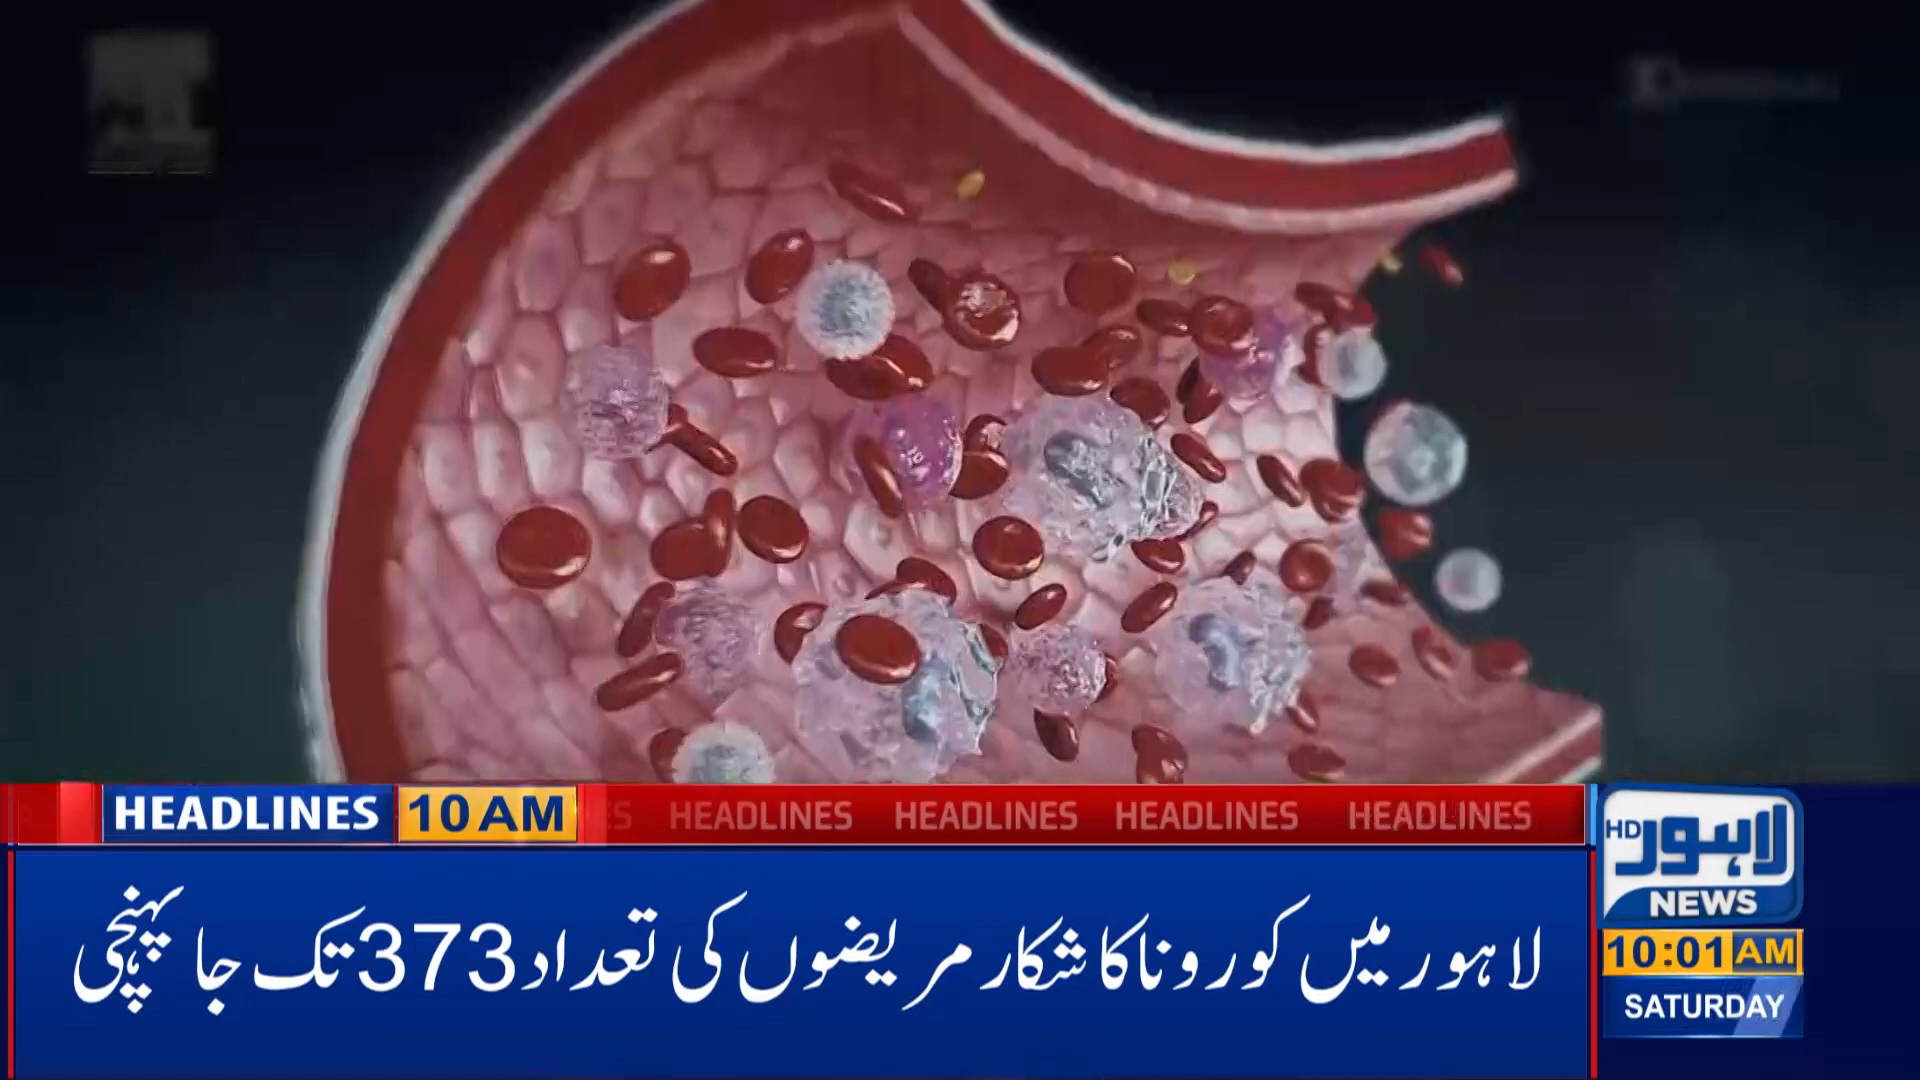 HEADLINES 10 AM HEADLINES HEADLINES HEADLINES HEADLINES
لاہور میں کورونا کا شکار مریضوں کی تعداد 373 تک جا پہنچی
HD لاہور
NEWS
10:01 AM
SATURDAY